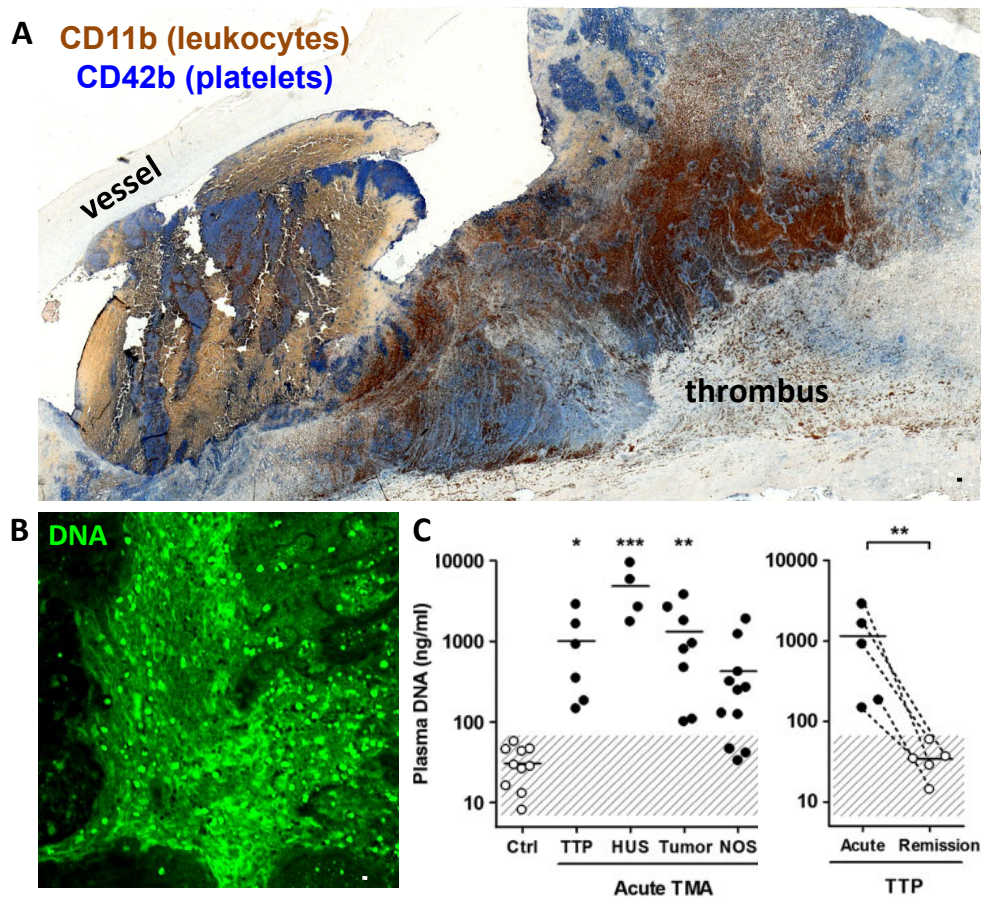 A
CD11b (leukocytes)
CD42b (platelets)
vessel
thrombus
B
DNA
C
* *** **
**
Plasma DNA (ng/ml)
10000
1000
100
10
10000
1000
100
10
Ctrl TTP HUS Tumor NOS
Acute TMA
Acute Remission
TTP